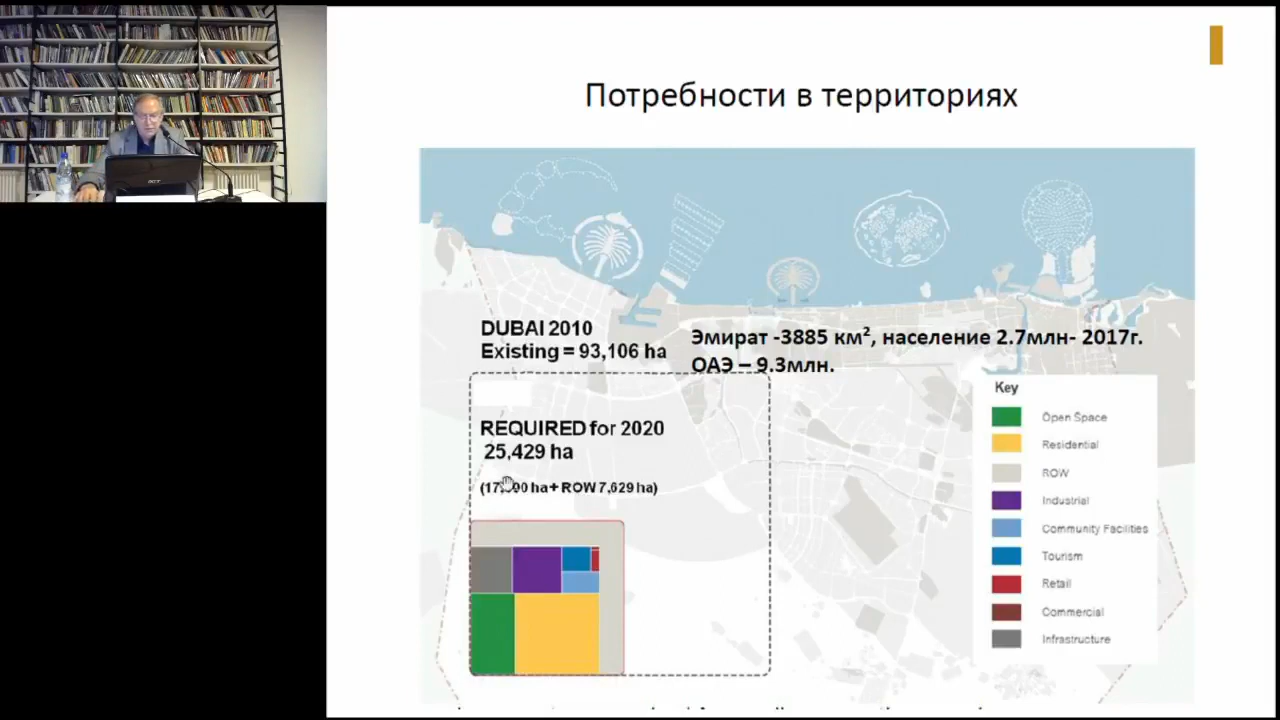 Потребности в территориях
DUBAI 2010
Existing = 93,106 ha
Эмират -3885 км², население 2.7млн- 2017г.
ОАЭ – 9.3млн.
REQUIRED for 2020
25,429 ha
ha + ROW 7,629 ha)
Key
Open Space
Residential
ROW
Industrial
Community Facilities
Tourism
Retail
Commercial
Infrastructure
acer